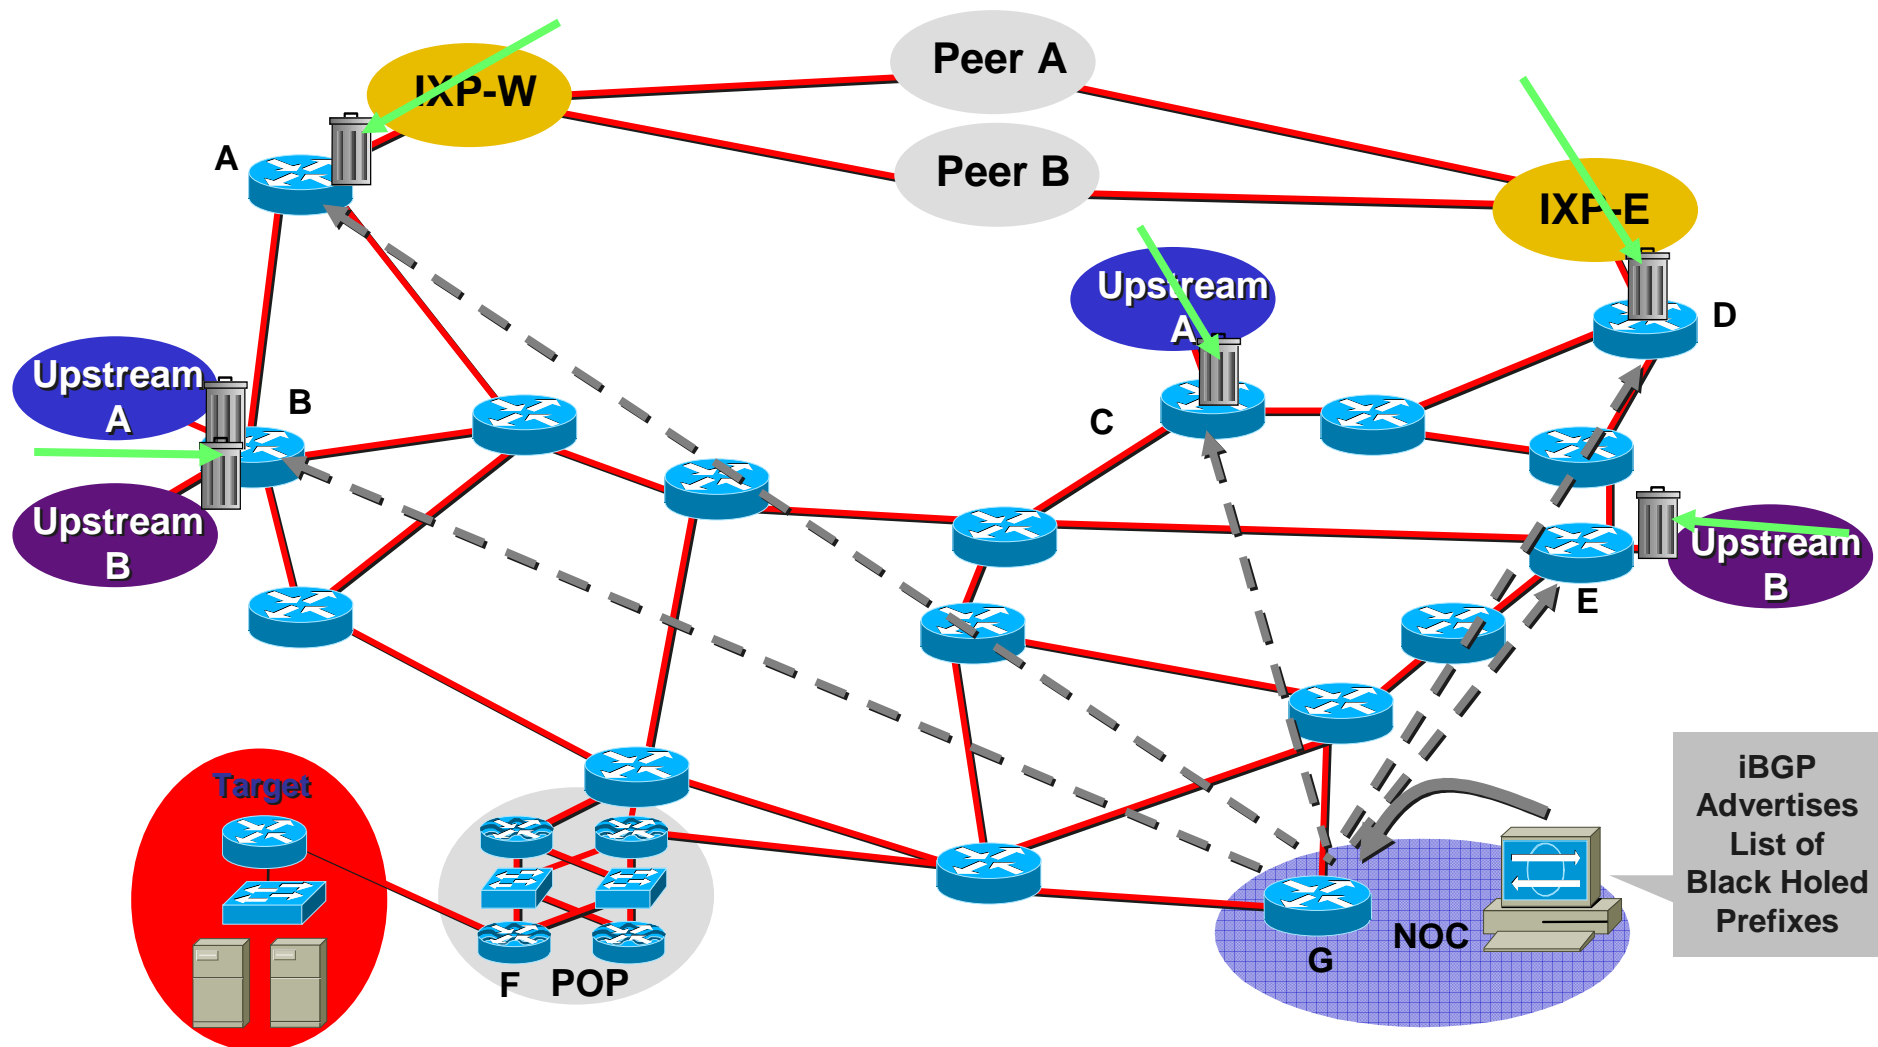 Peer A
IXP-W
A
Peer B
IXP-E
Upstream
A
D
Upstream
A
B
C
Upstream
B
Upstream
B
E
Target
iBGP
Advertises
List of
Black Holed
Prefixes
NOC
G
F
POP